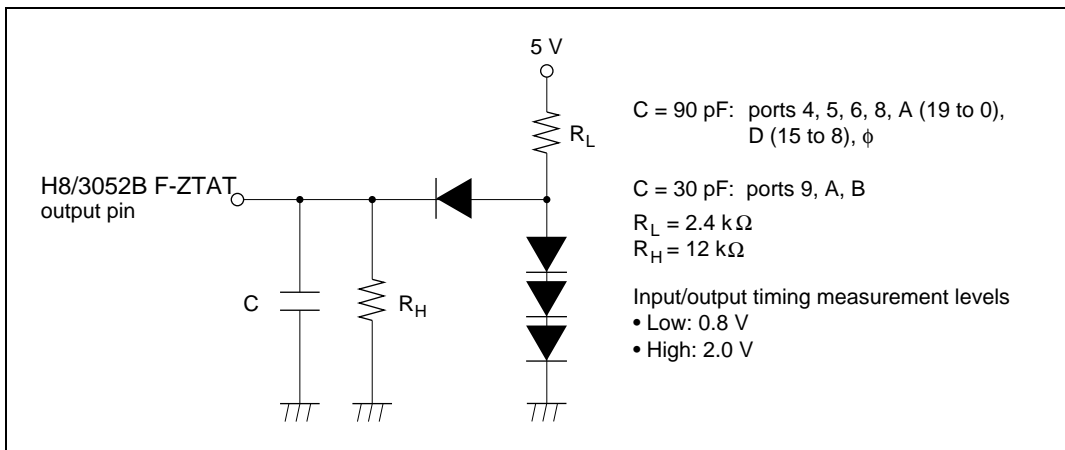 5 V
R_L
H8/3052B F-ZTAT
output pin
C
R_H
C = 90 pF: ports 4, 5, 6, 8, A (19 to 0),
D (15 to 8), ϕ
C = 30 pF: ports 9, A, B
R_L = 2.4 kΩ
R_H = 12 kΩ
Input/output timing measurement levels
• Low: 0.8 V
• High: 2.0 V